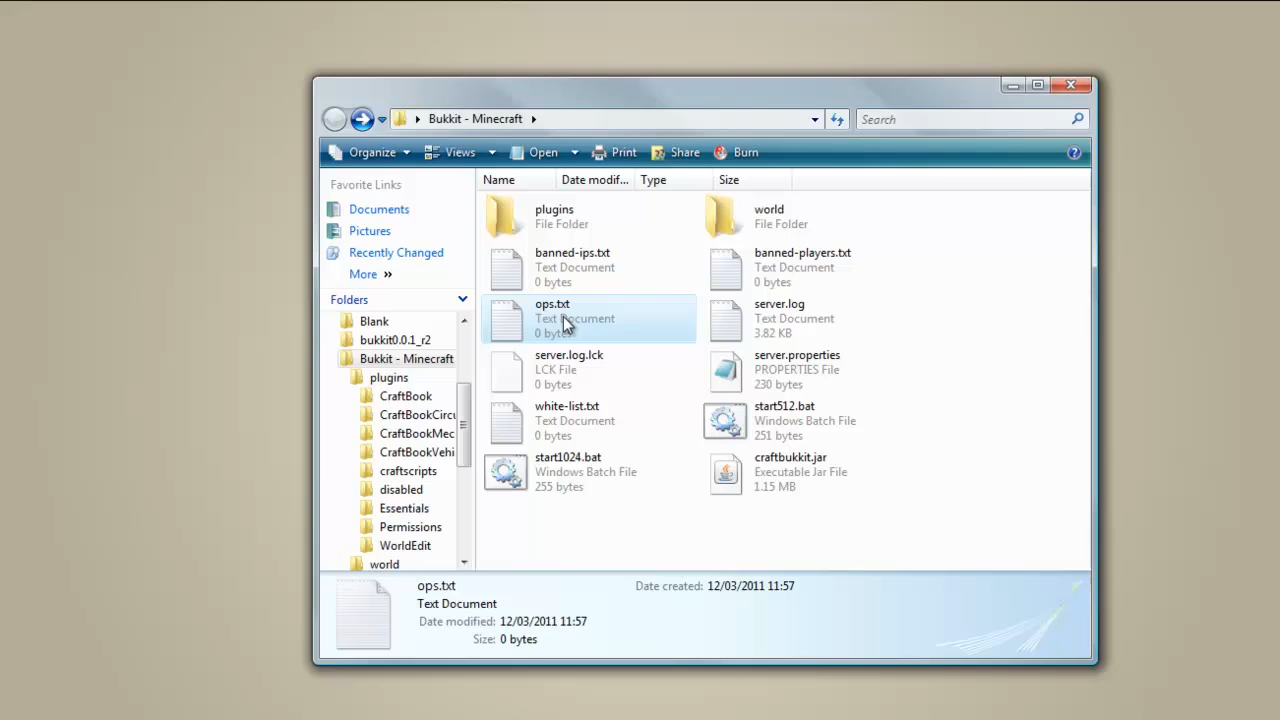 Bukkit - Minecraft
Search
Organize
Views
Open
Print
Share
Burn
Favorite Links
Documents
Pictures
Recently Changed
More »
Folders
Blank
bukkit0.0.1_r2
Bukkit - Minecraft
plugins
CraftBook
CraftBookCircu
CraftBookMec
CraftBookVehi
craftscripts
disabled
Essentials
Permissions
WorldEdit
world
Name Date modif... Type Size
plugins
File Folder
world
File Folder
banned-ips.txt
Text Document
0 bytes
banned-players.txt
Text Document
0 bytes
ops.txt
Text Document
0 bytes
server.log
Text Document
3.82 KB
server.log.lck
LCK File
0 bytes
server.properties
PROPERTIES File
230 bytes
white-list.txt
Text Document
0 bytes
start512.bat
Windows Batch File
251 bytes
start1024.bat
Windows Batch File
255 bytes
craftbukkit.jar
Executable Jar File
1.15 MB
ops.txt
Text Document
Date modified: 12/03/2011 11:57
Size: 0 bytes
Date created: 12/03/2011 11:57